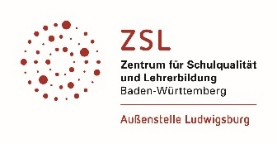 ZSL
Zentrum für Schulqualität
und Lehrerbildung
Baden-Württemberg
Außenstelle Ludwigsburg